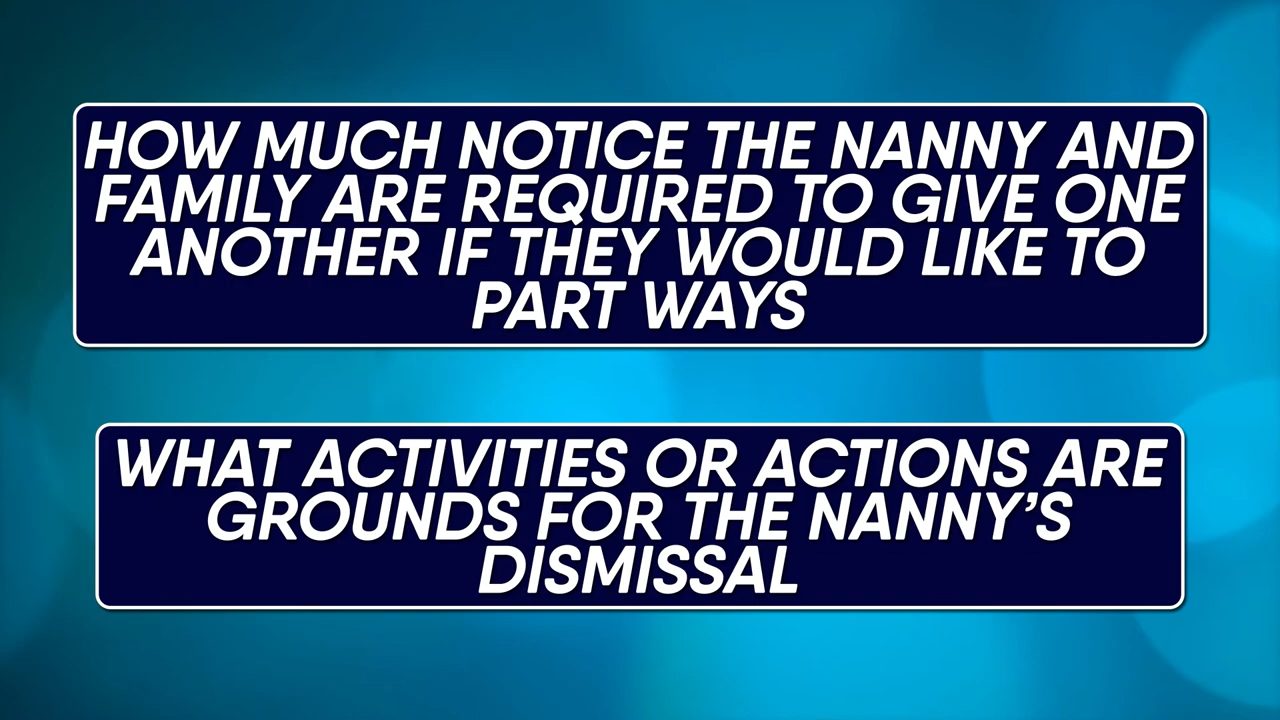 HOW MUCH NOTICE THE NANNY AND
FAMILY ARE REQUIRED TO GIVE ONE
ANOTHER IF THEY WOULD LIKE TO
PART WAYS
WHAT ACTIVITIES OR ACTIONS ARE
GROUNDS FOR THE NANNY’S
DISMISSAL